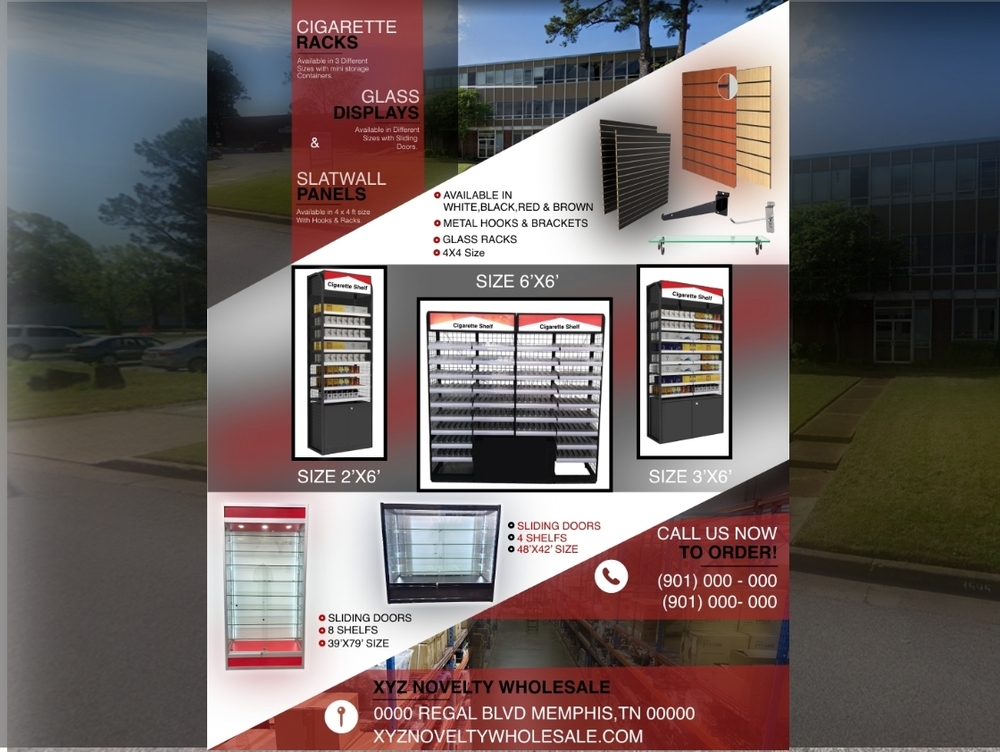 CIGARETTE
RACKS
Available in 3 Different
Sizes with mini storage
Containers.
GLASS
DISPLAYS
Available in Different
Sizes with Sliding
Doors.
&
SLATWALL
PANELS
Available in 4 x 4 ft size
With Hooks & Racks.
AVAILABLE IN
WHITE,BLACK,RED & BROWN
METAL HOOKS & BRACKETS
GLASS RACKS
4X4 Size
SIZE 6'X6'
Cigarette Shelf
Cigarette Shelf
Cigarette Shelf
Cigarette Shelf
SIZE 2'X6'
SIZE 3'X6'
SLIDING DOORS
4 SHELFS
48'X42' SIZE
SLIDING DOORS
8 SHELFS
39'X79' SIZE
CALL US NOW
TO ORDER!
(901) 000 - 000
(901) 000- 000
XYZ NOVELTY WHOLESALE
0000 REGAL BLVD MEMPHIS,TN 00000
XYZNOVELTYWHOLESALE.COM